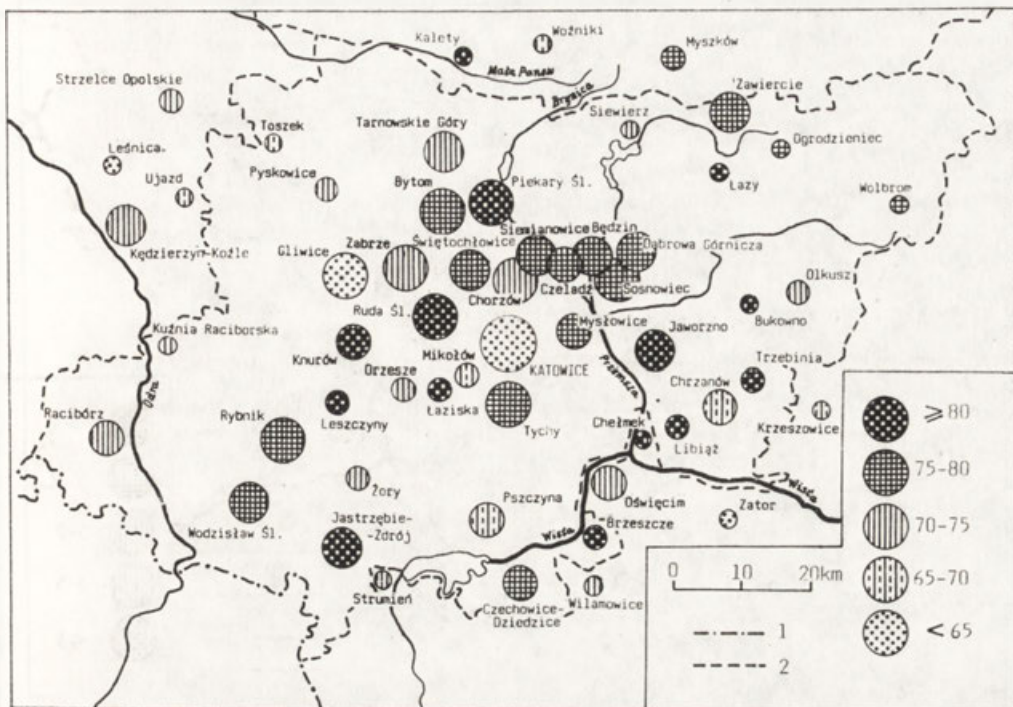 Kalety
Woźniki
Myszków
Mała Panew
Strzelce Opolskie
Brynica
Zawiercie
Siewierz
Toszek
Tarnowskie Góry
Ogrodzieniec
Leśnica
Ujazd
Pyskowice
Bytom
Piekary Śl.
Łazy
Wolbrom
Siemianowice
Będzin
Zabrze
Świętochłowice
Dąbrowa Górnicza
Kędzierzyn-Koźle
Gliwice
Olkusz
Chorzów
Czeladź
Sosnowiec
Ruda Śl.
Bukowno
Mysłowice
Jaworzno
Kuźnia Raciborska
Knurów
Mikołów
KATOWICE
Przemsza
Trzebinia
Orzesze
Chrzanów
Odra
Racibórz
Rybnik
Leszczyny
Łaziska
Tychy
Chełmek
Libiąż
Krzeszowice
Żory
Pszczyna
Oświęcim
Zator
Wisła
Wodzisław Śl.
Jastrzębie-
-Zdrój
Wisła
Brzeszcze
Strumień
Czechowice-
Dziedzice
Wilamowice
⩾ 80
75-80
70-75
65-70
< 65
0 10 20km
1
2